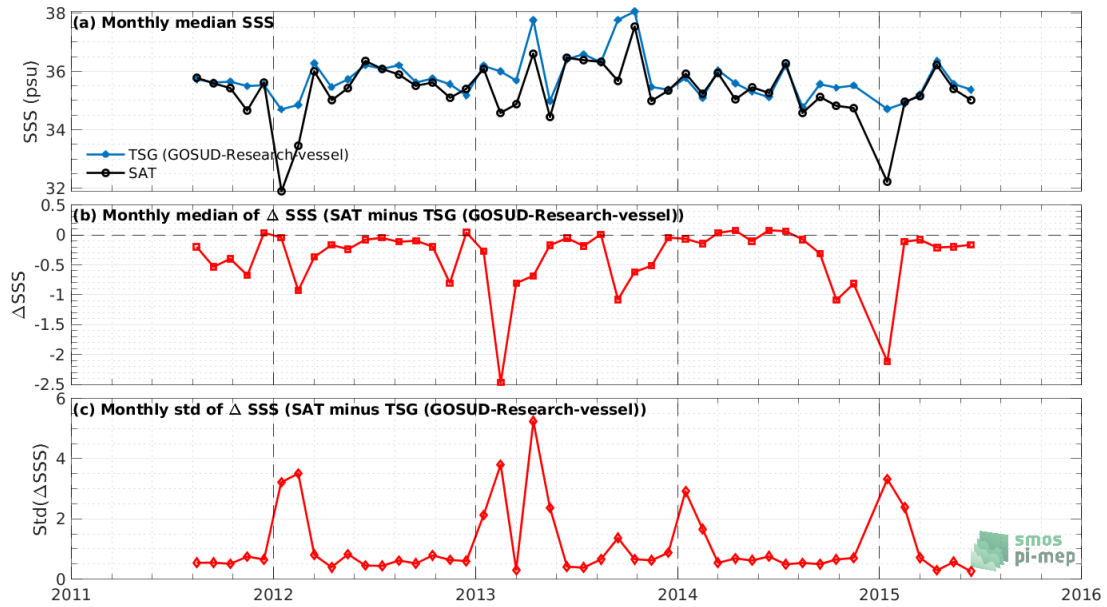 (a) Monthly median SSS
38
36
34
32
SSS (psu)
TSG (GOSUD-Research-vessel)
SAT
(b) Monthly median of Δ SSS (SAT minus TSG (GOSUD-Research-vessel))
0.5
0
-0.5
-1
-1.5
-2
-2.5
ΔSSS
(c) Monthly std of Δ SSS (SAT minus TSG (GOSUD-Research-vessel))
6
4
2
0
Std(ΔSSS)
smos
pi-mep
2011 2012 2013 2014 2015 2016